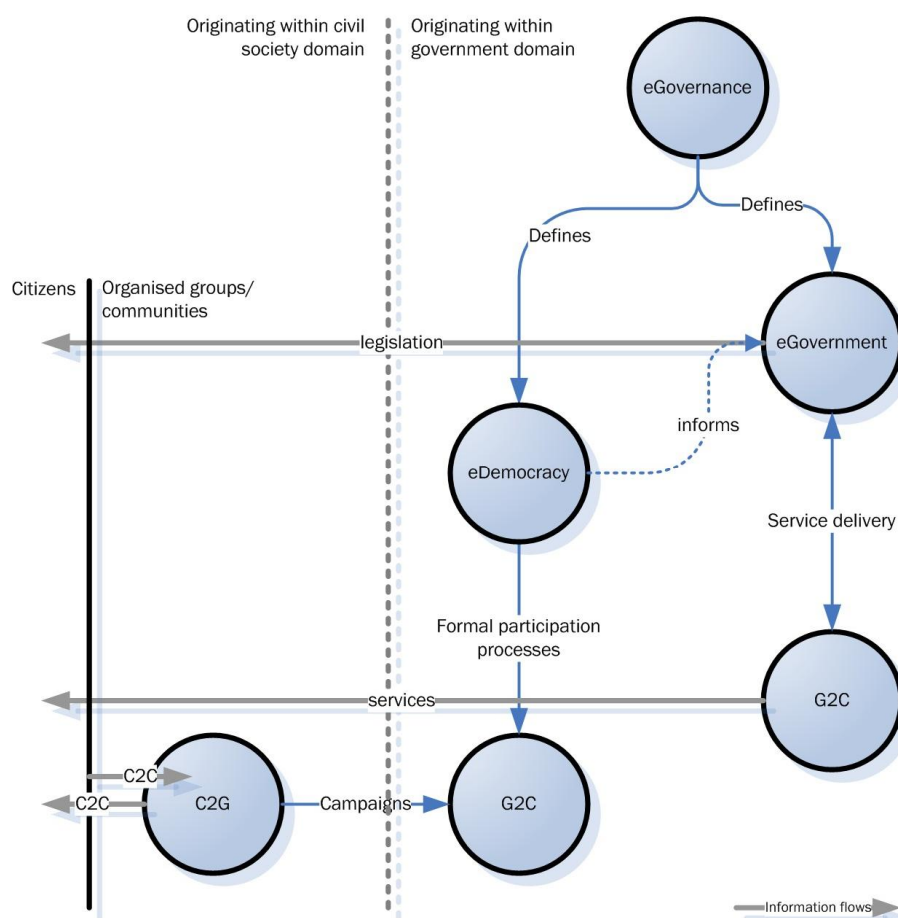 Originating within civil
society domain
Originating within
government domain
eGovernance
Defines
Defines
Citizens
Organised groups/
communities
legislation
eGovernment
informs
eDemocracy
Service delivery
Formal participation
processes
services
G2C
C2C
C2C
C2G
Campaigns
G2C
Information flows